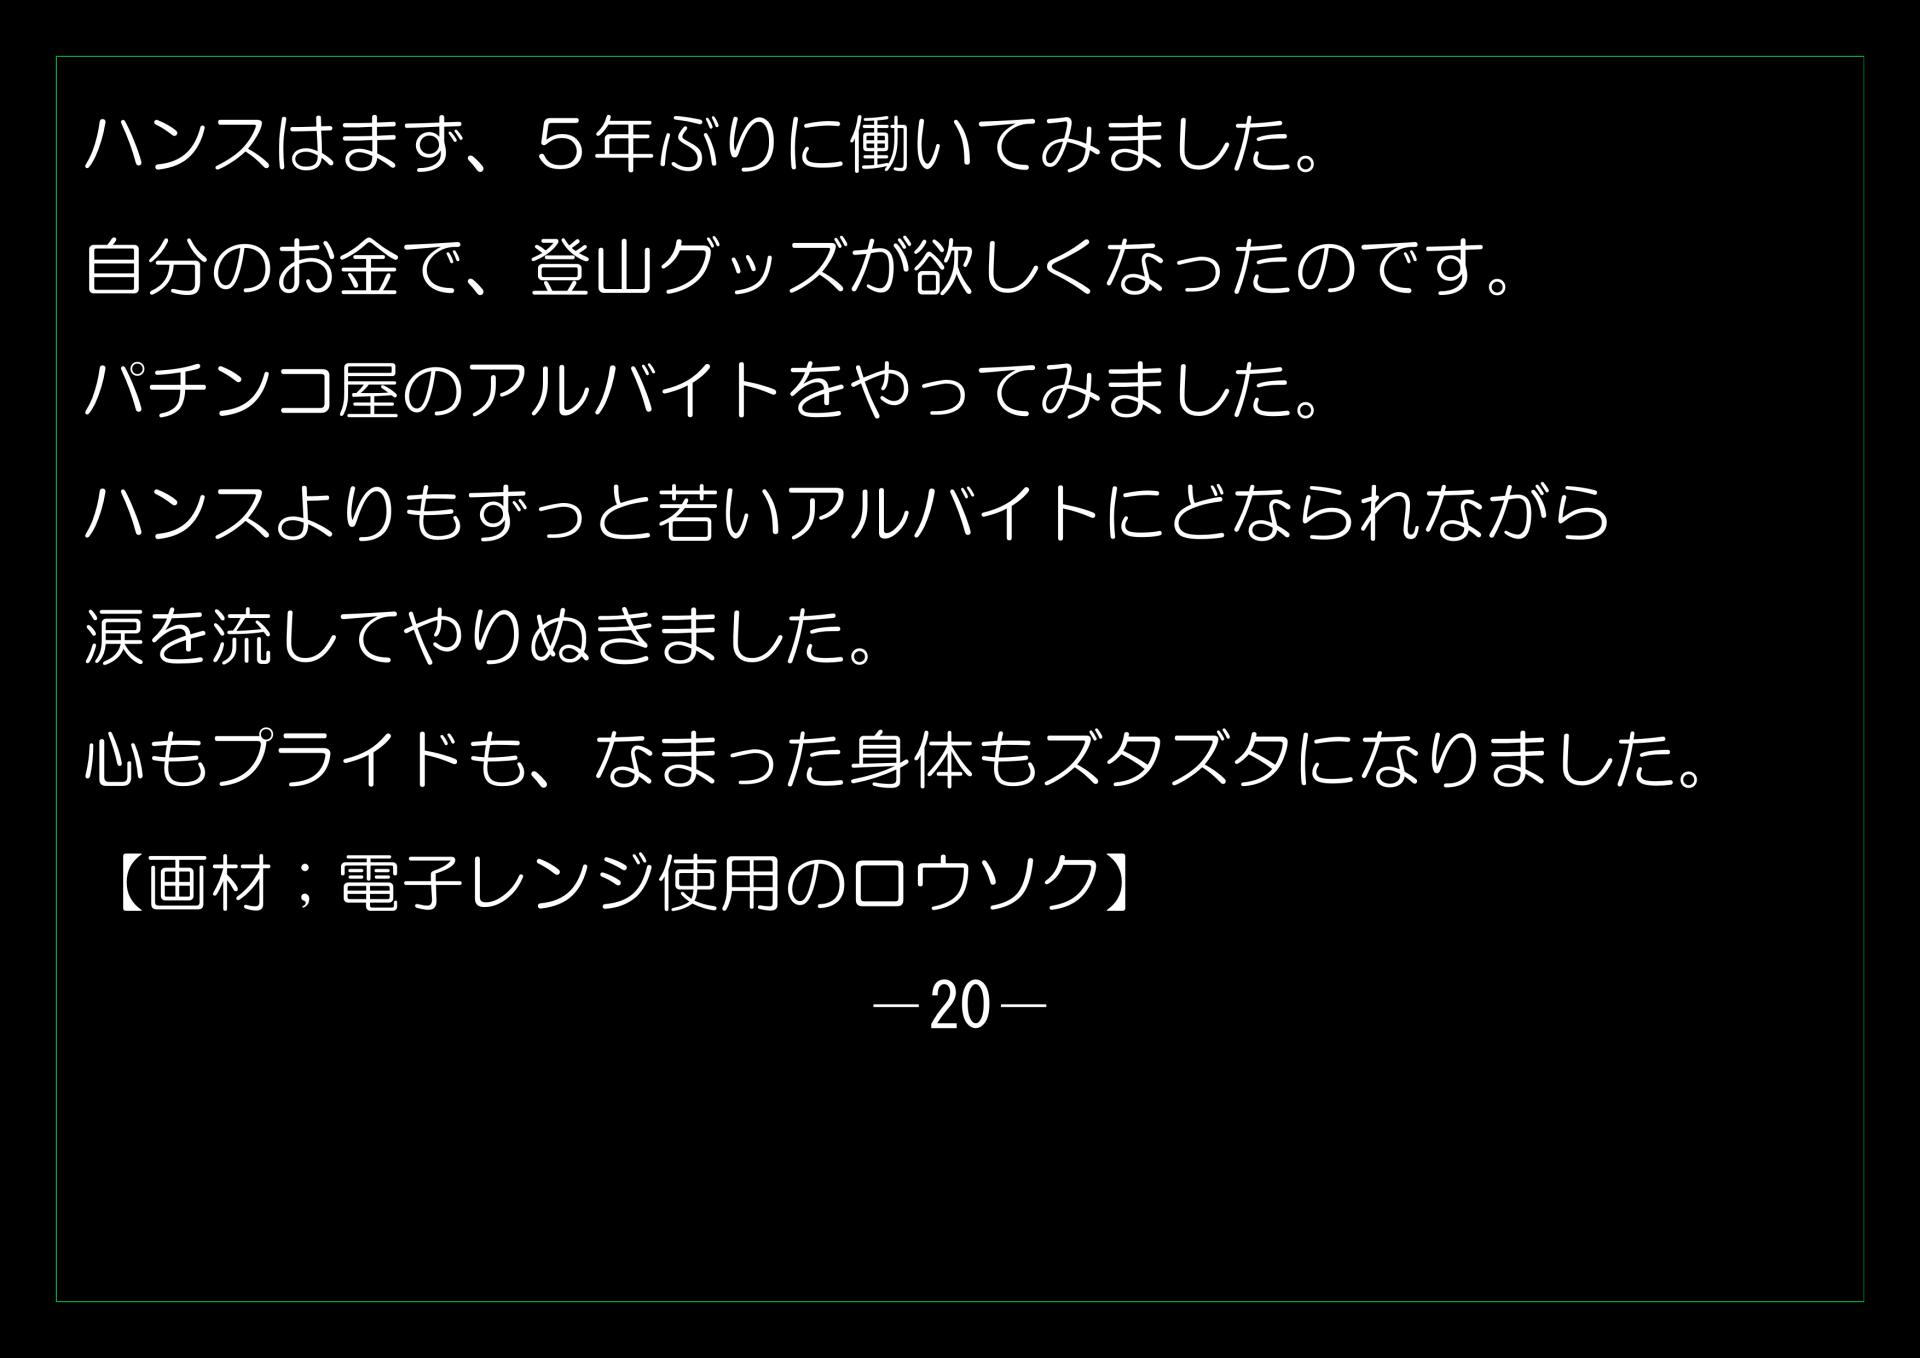 ハンスはまず、５年ぶりに働いてみました。
自分のお金で、登山グッズが欲しくなったのです。
パチンコ屋のアルバイトをやってみました。
ハンスよりもずっと若いアルバイトにどなられながら
涙を流してやりぬきました。
心もプライドも、なまった身体もズタズタになりました。
【画材；電子レンジ使用のロウソク】
―20―